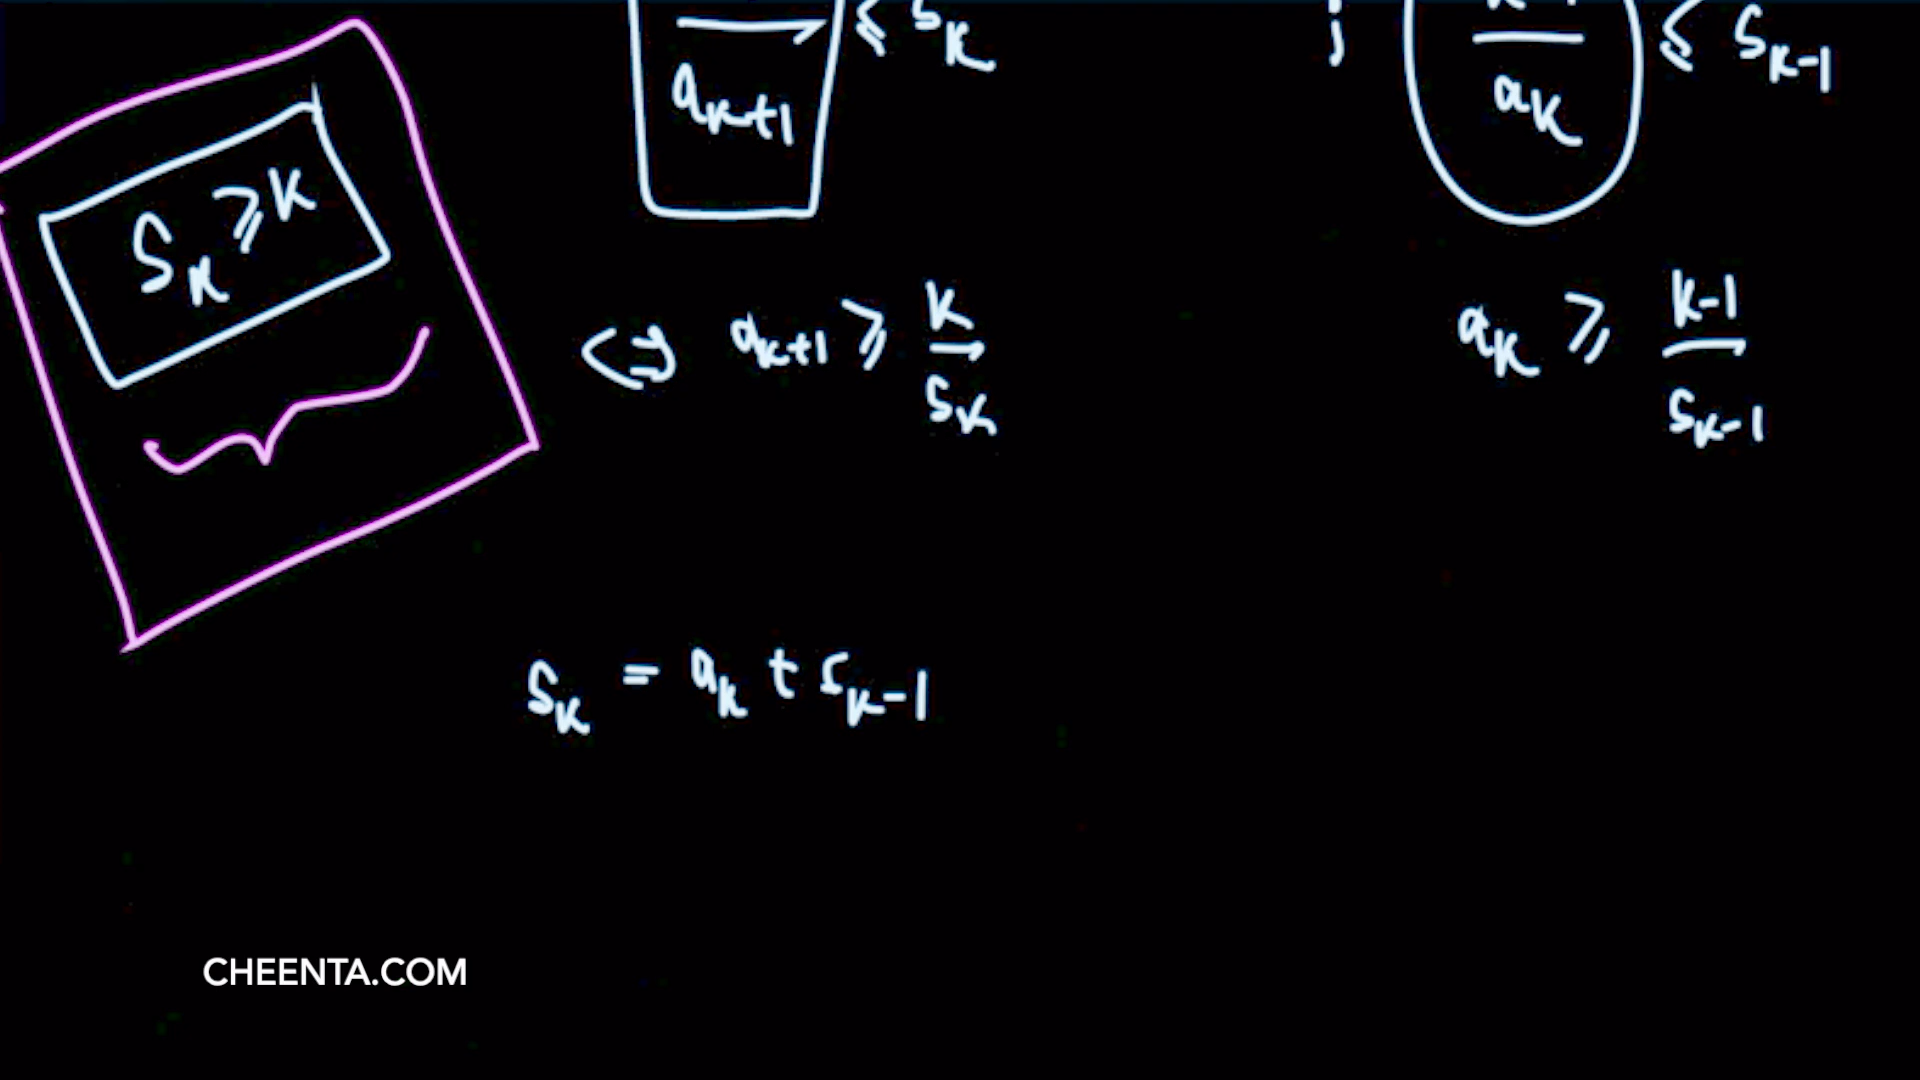 ≤ S_k
a_{k+1}
; k-1
a_k ≤ S_{k-1}
S_k ≥ k
⇔ a_{k+1} ≥ k/S_k
a_k ≥ k-1/S_{k-1}
S_k = a_k + S_{k-1}
CHEENTA.COM